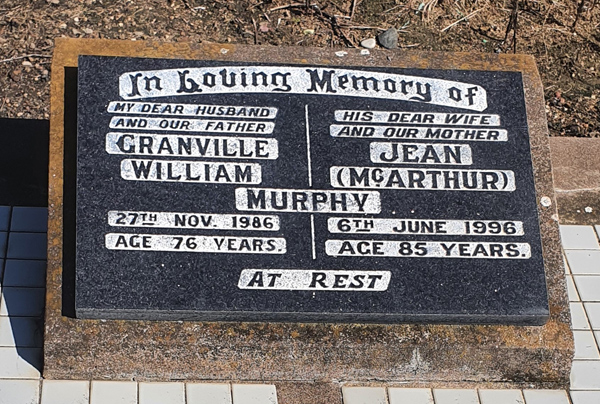 In Loving Memory of
MY DEAR HUSBAND
AND OUR FATHER
GRANVILLE
WILLIAM
HIS DEAR WIFE
AND OUR MOTHER
JEAN
(McARTHUR)
MURPHY
27TH NOV. 1986
AGE 76 YEARS.
6TH JUNE 1996
AGE 85 YEARS.
AT REST